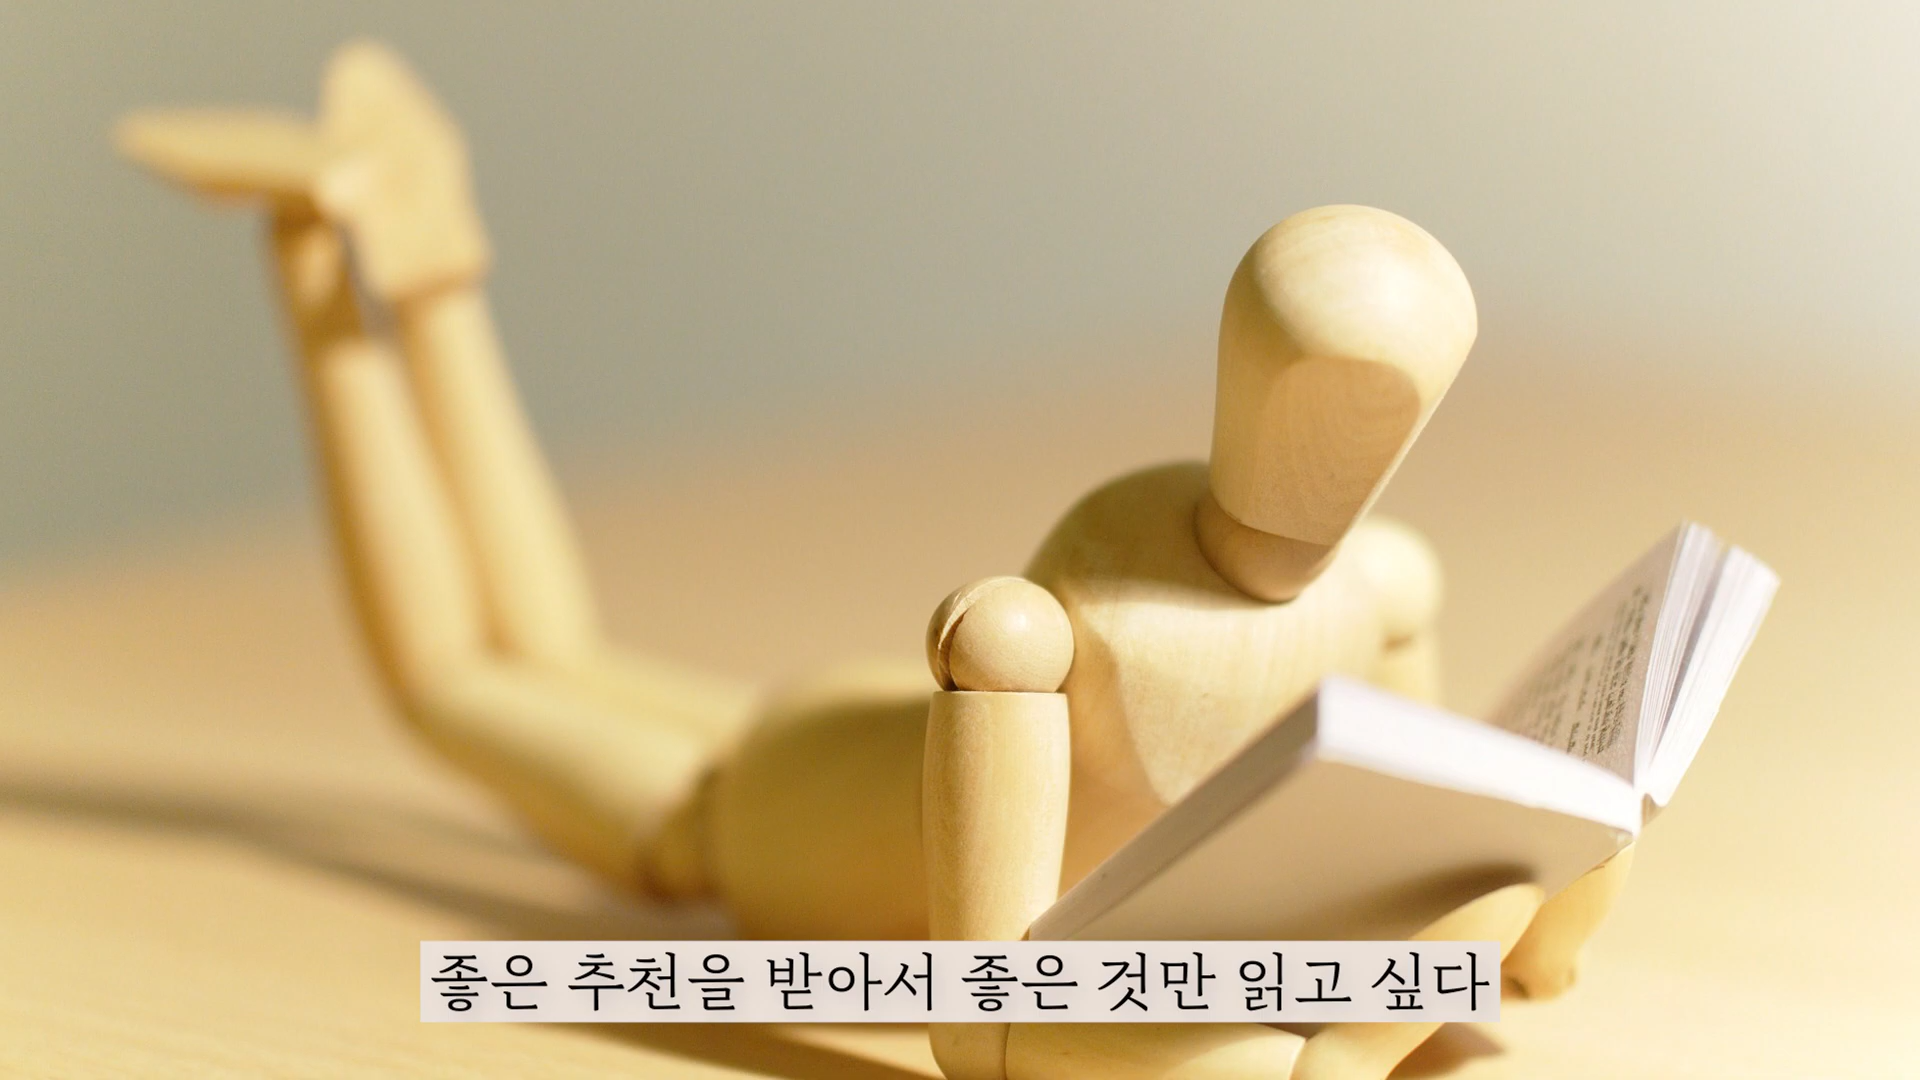 좋은 추천을 받아서 좋은 것만 읽고 싶다